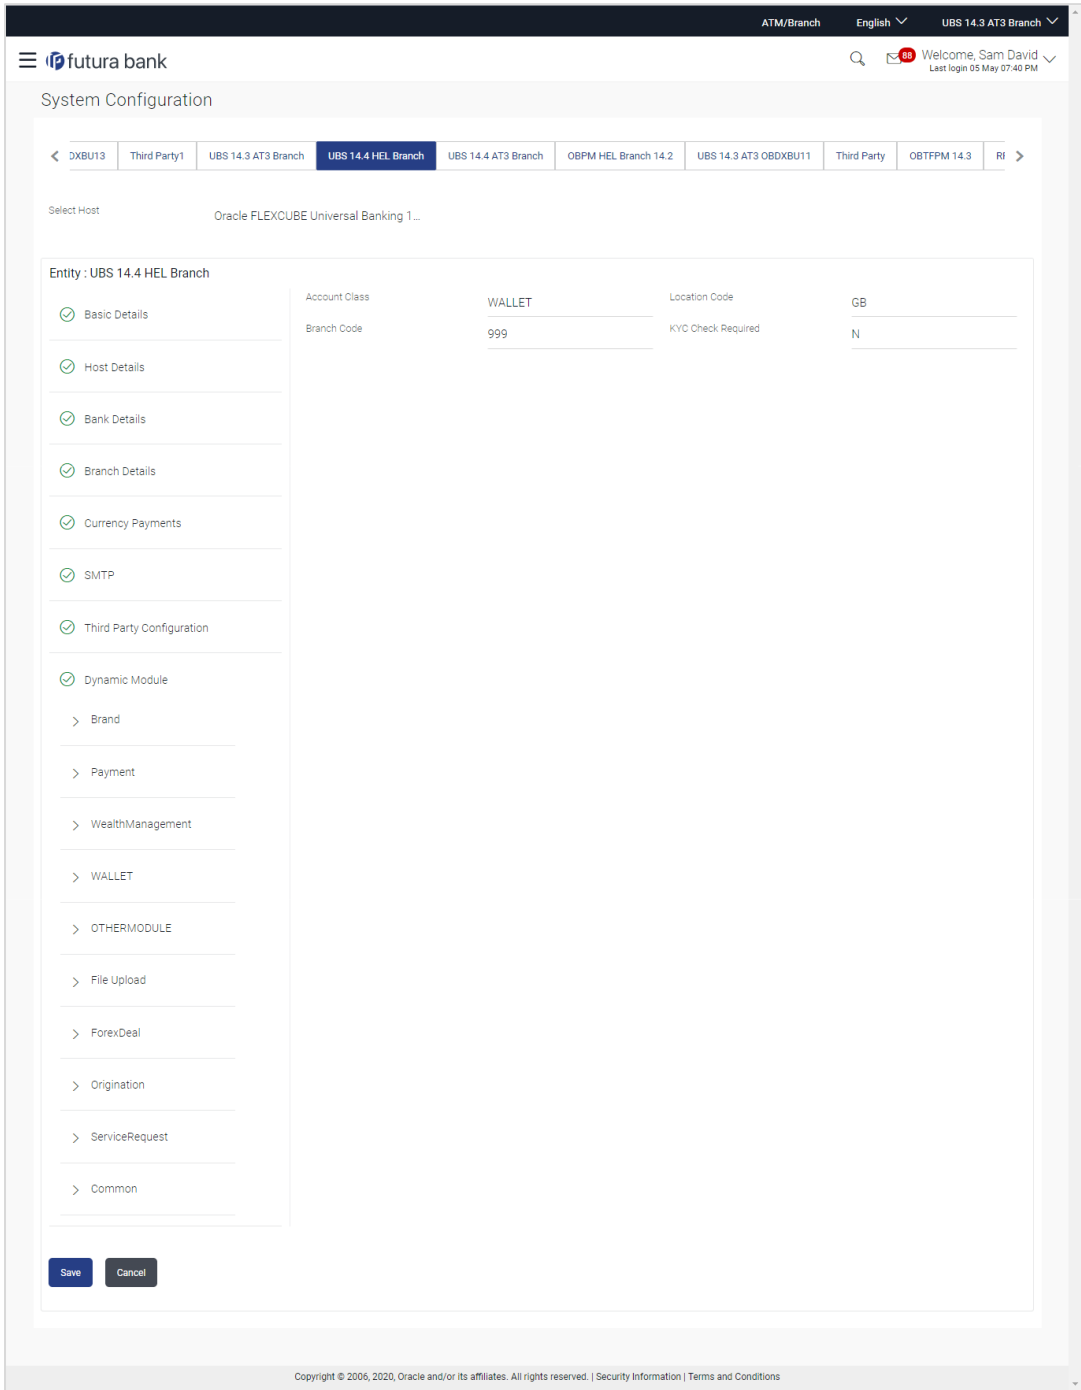 ATM/Branch English UBS 14.3 AT3 Branch
futura bank 88 Welcome, Sam David
Last login 05 May 07:40 PM
System Configuration
DXBU13 Third Party1 UBS 14.3 AT3 Branch UBS 14.4 HEL Branch UBS 14.4 AT3 Branch OBPM HEL Branch 14.2 UBS 14.3 AT3 OBDXBU11 Third Party OBTFPM 14.3
Select Host Oracle FLEXCUBE Universal Banking 1...
Entity : UBS 14.4 HEL Branch
Account Class WALLET Location Code GB
Branch Code 999 KYC Check Required N
Basic Details
Host Details
Bank Details
Branch Details
Currency Payments
SMTP
Third Party Configuration
Dynamic Module
Brand
Payment
WealthManagement
WALLET
OTHERMODULE
File Upload
ForexDeal
Origination
ServiceRequest
Common
Save Cancel
Copyright © 2006, 2020, Oracle and/or its affiliates. All rights reserved. | Security Information | Terms and Conditions